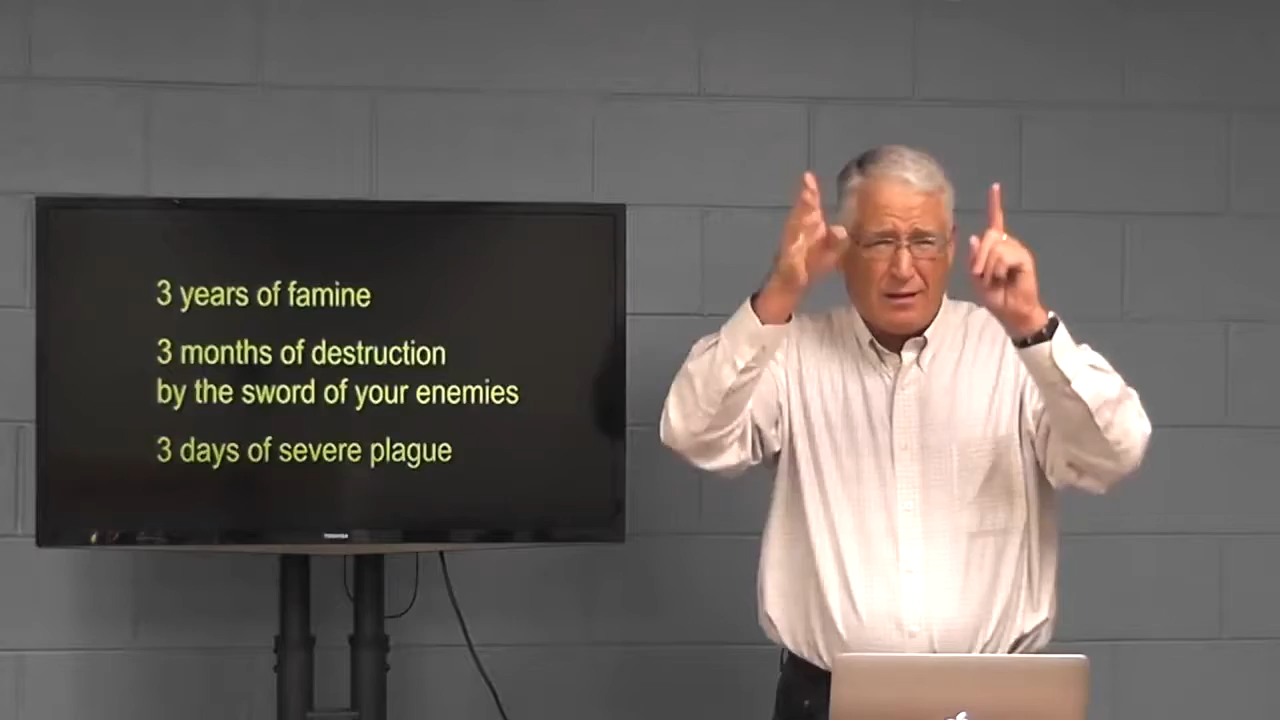 3 years of famine
3 months of destruction
by the sword of your enemies
3 days of severe plague
TOSHIBA